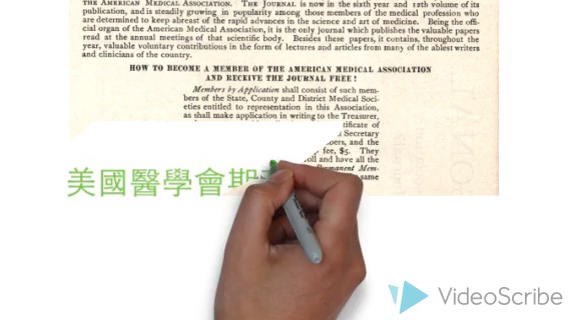 THE AMERICAN MEDICAL ASSOCIATION. THE JOURNAL is now in the sixth year and 12th volume of its
publication, and is steadily growing in popularity among those members of the medical profession who
are determined to keep abreast of the rapid advances in the science and art of medicine. Being the offi-
cial organ of the American Medical Association, it is the only journal which publishes the valuable papers
read at the annual meetings of that scientific body. Besides these papers, it contains, throughout the
year, valuable voluntary contributions in the form of lectures and articles from many of the ablest writers
and clinicians of the country.
HOW TO BECOME A MEMBER OF THE AMERICAN MEDICAL ASSOCIATION
AND RECEIVE THE JOURNAL FREE!
Members by Application shall consist of such mem-
bers of the State, County and District Medical Soci-
eties entitled to representation in this Association,
as shall make application in writing to the Treasurer,
tificate of
Secretary
bers, and the
fee, $5. They
oll and have all the
Permanent Mem-
same
美國醫學會期
VideoScribe